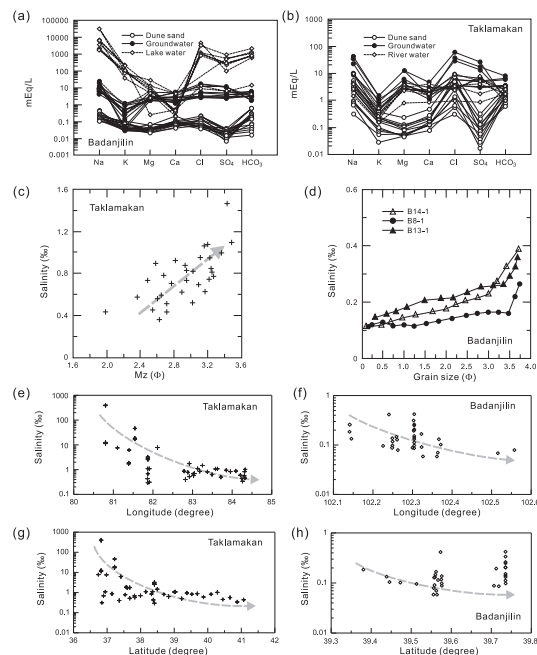 (a)
100000
10000
1000
100
10
1
0.1
0.01
0.001
mEq/L
Dune sand
Groundwater
Lake water
Badanjilin
Na K Mg Ca Cl SO₄ HCO₃
(b)
Taklamakan
1000
100
10
1
0.1
0.01
mEq/L
Dune sand
Groundwater
River water
Na K Mg Ca Cl SO₄ HCO₃
(c)
Taklamakan
1.6
1.2
0.8
0.4
0
Salinity (‰)
1.6 2.0 2.4 2.8 3.2 3.6
Mz (Φ)
(d)
0.6
0.4
0.2
0
Salinity (‰)
B14-1
B8-1
B13-1
Badanjilin
0 0.5 1.0 1.5 2.0 2.5 3.0 3.5 4.0
Grain size (Φ)
(e)
Taklamakan
1000
100
10
1
0.1
0.3
Salinity (‰)
80 81 82 83 84 85
Longitude (degree)
(f)
Badanjilin
1
0.1
0.01
Salinity (‰)
102.1 102.2 102.3 102.4 102.5 102.6
Longitude (degree)
(g)
Taklamakan
1000
100
10
1
0.1
0.01
Salinity (‰)
36 37 38 39 40 41 42
Latitude (degree)
(h)
1
0.1
0.01
Salinity (‰)
Badanjilin
39.3 39.4 39.5 39.6 39.7 39.8
Latitude (degree)